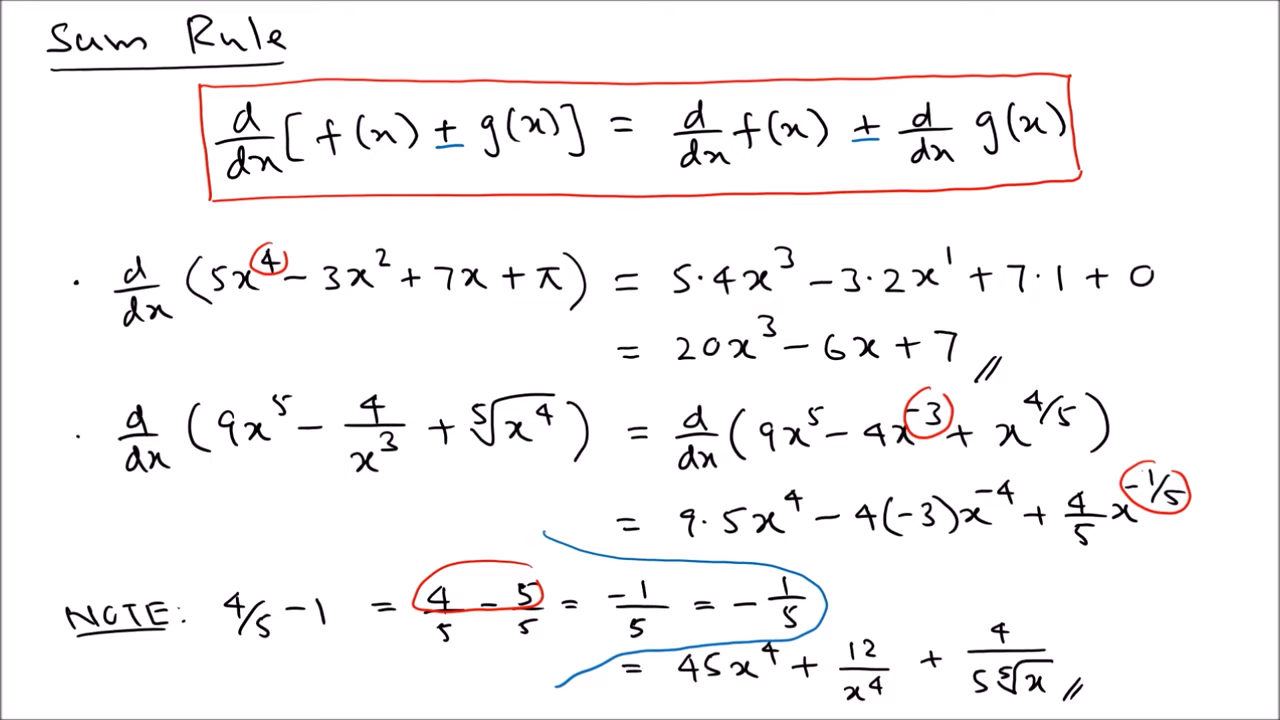 Sum Rule
d/dx [f(x) ± g(x)] = d/dx f(x) ± d/dx g(x)
· d/dx (5x⁴ − 3x² + 7x + π) = 5·4x³ − 3·2x¹ + 7·1 + 0
= 20x³ − 6x + 7 //
· d/dx (9x⁵ − 4/x³ + ⁵√x⁴) = d/dx (9x⁵ − 4x⁻³ + x^(4/5))
= 9·5x⁴ − 4(−3)x⁻⁴ + 4/5 x^(−1/5)
NOTE: 4/5 − 1 = 4/5 − 5/5 = −1/5 = − 1/5
= 45x⁴ + 12/x⁴ + 4/(5 ⁵√x) //